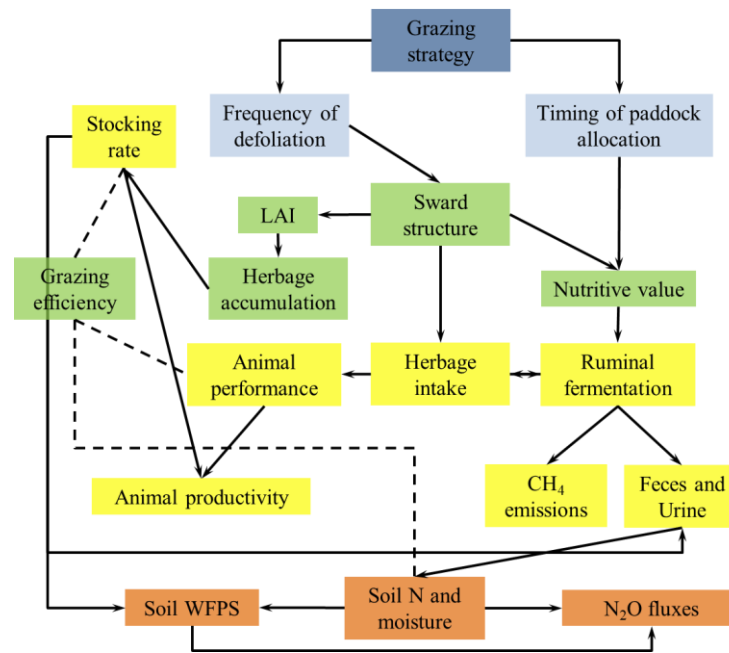 Grazing
strategy
Frequency of
defoliation
Timing of paddock
allocation
Stocking
rate
LAI
Sward
structure
Grazing
efficiency
Herbage
accumulation
Nutritive value
Animal
performance
Herbage
intake
Ruminal
fermentation
Animal productivity
CH₄
emissions
Feces and
Urine
Soil WFPS
Soil N and
moisture
N₂O fluxes